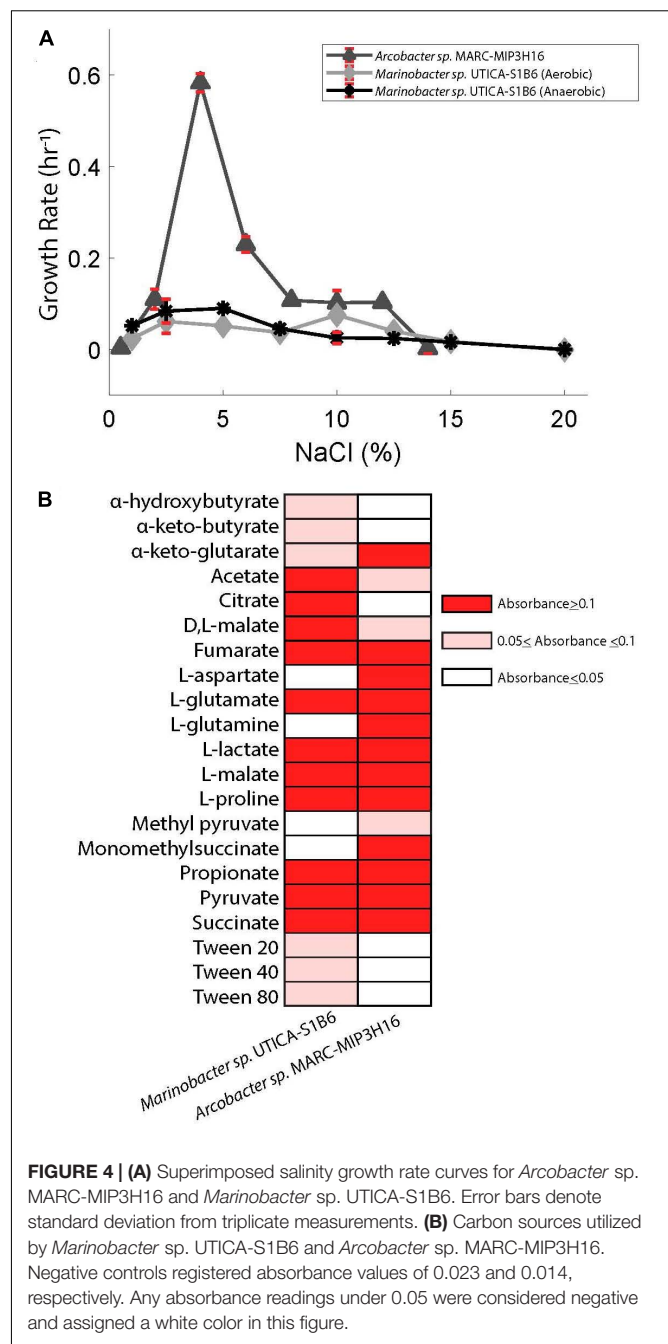 A
Arcobacter sp. MARC-MIP3H16
Marinobacter sp. UTICA-S1B6 (Aerobic)
Marinobacter sp. UTICA-S1B6 (Anaerobic)
0.6
0.4
0.2
0
Growth Rate (hr⁻¹)
0 5 10 15 20
NaCl (%)
B
α-hydroxybutyrate
α-keto-butyrate
α-keto-glutarate
Acetate
Citrate
D,L-malate
Fumarate
L-aspartate
L-glutamate
L-glutamine
L-lactate
L-malate
L-proline
Methyl pyruvate
Monomethylsuccinate
Propionate
Pyruvate
Succinate
Tween 20
Tween 40
Tween 80
Absorbance≥0.1
0.05≤ Absorbance ≤0.1
Absorbance≤0.05
Marinobacter sp. UTICA-S1B6
Arcobacter sp. MARC-MIP3H16
FIGURE 4 | (A) Superimposed salinity growth rate curves for Arcobacter sp.
MARC-MIP3H16 and Marinobacter sp. UTICA-S1B6. Error bars denote
standard deviation from triplicate measurements. (B) Carbon sources utilized
by Marinobacter sp. UTICA-S1B6 and Arcobacter sp. MARC-MIP3H16.
Negative controls registered absorbance values of 0.023 and 0.014,
respectively. Any absorbance readings under 0.05 were considered negative
and assigned a white color in this figure.